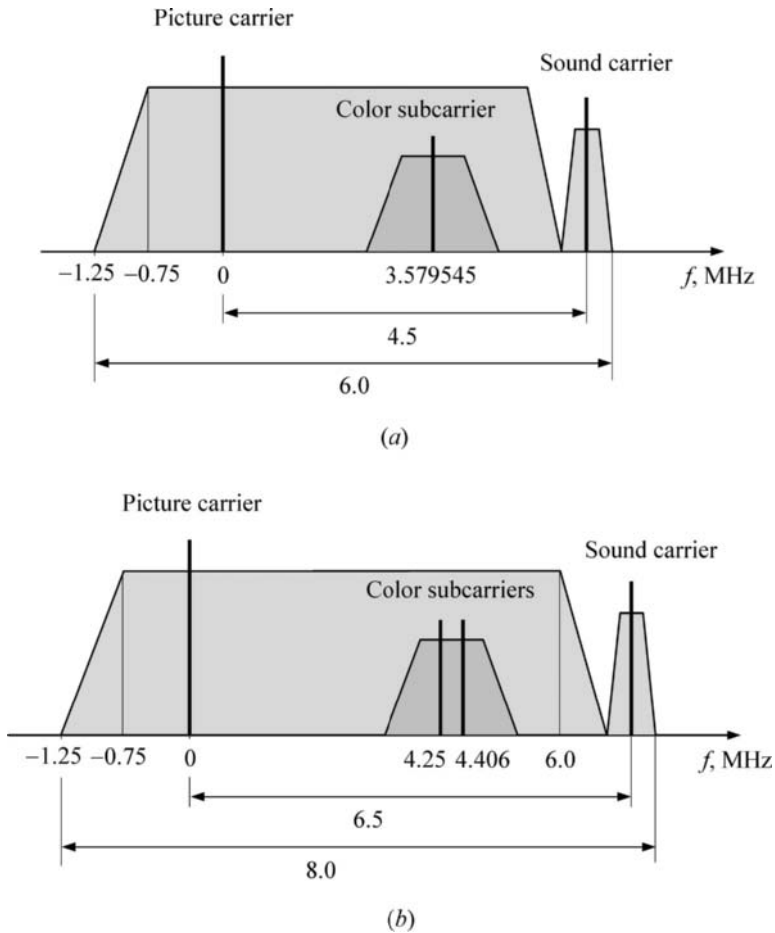 Picture carrier
Sound carrier
Color subcarrier
−1.25 −0.75 0 3.579545 f, MHz
4.5
6.0
(a)
Picture carrier
Sound carrier
Color subcarriers
−1.25 −0.75 0 4.25 4.406 6.0 f, MHz
6.5
8.0
(b)